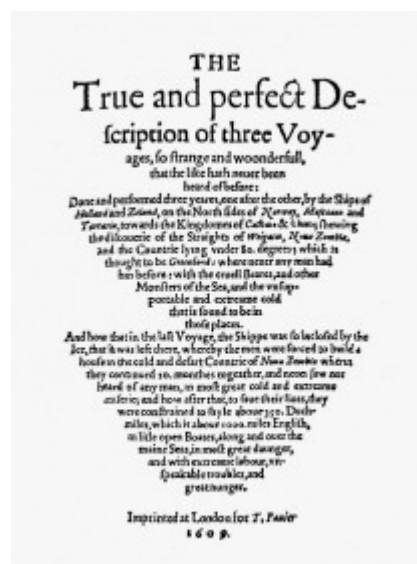 THE
True and perfect De-
ſcription of three Voy-
ages, ſo ſtrange and woonderfull,
that the like hath neuer been
heard of before:
Done and performed three yeares, one after the other, by the Ships of
Holland and Zeland, on the North ſides of Norway, Muſcouia and
Tartaria, towards the Kingdomes of Cathaia & China; ſhewing
the diſcouerie of the Straights of Weigates, Noua Zembla,
and the Countrie lying vnder 80. degrees; which is
thought to be Greenland: where neuer any man had
bin before: with the cruell Beares, and other
Monſters of the Sea, and the vnſup-
portable and extreame cold
that is found to be in
thoſe places.
And how that in the laſt Voyage, the Shippe was ſo incloſed by the
Ice, that it was left there, whereby the men were forced to build a
houſe in the cold and deſart Countrie of Noua Zembla, wherin
they continued 10. monthes togeather, and neuer ſaw nor
heard of any man, in moſt great cold and extreame
miſerie; and how after that, to ſaue their liues, they
were conſtrained to ſayle aboue 350. Duch
miles, which is aboue 1000. miles Engliſh,
in litle open Boates, along and ouer the
maine Seas, in moſt great daunger,
and with extreame labour, vn-
ſpeakable troubles, and
great hunger.
Imprinted at London for T. Pauier
1609.